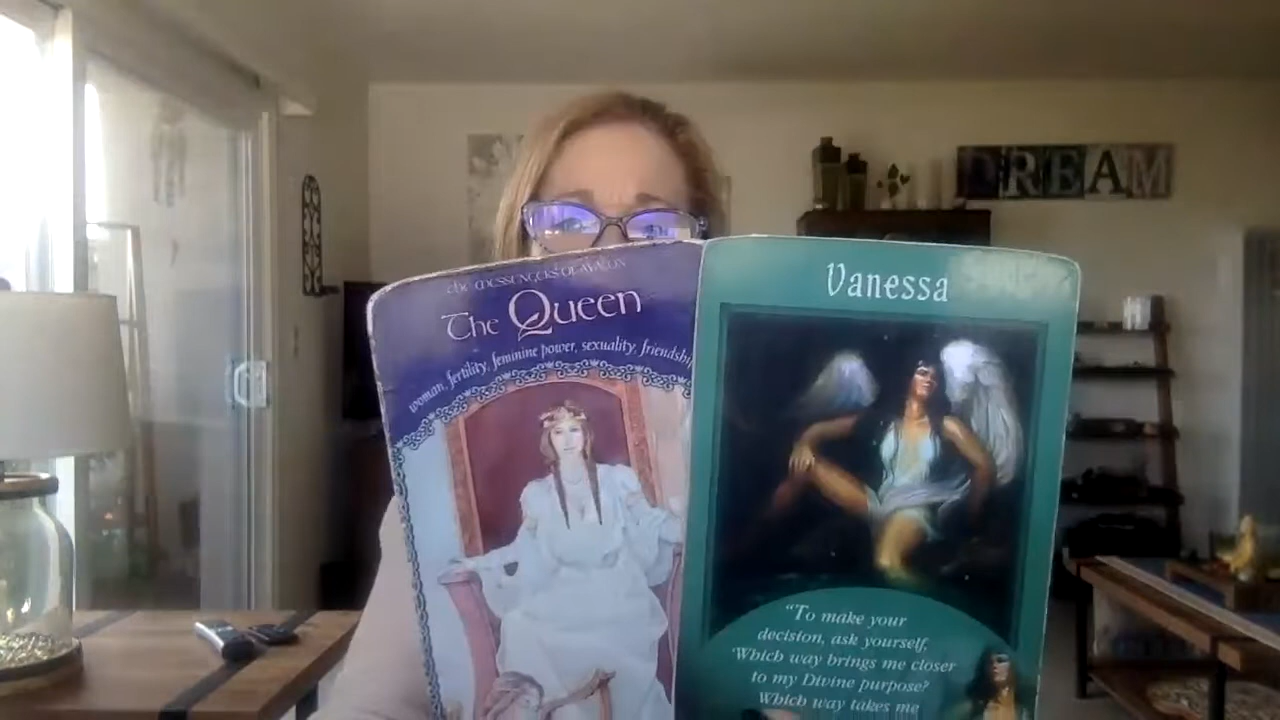 the messengers of avalon
The Queen
woman, fertility, feminine power, sexuality, friendship
Vanessa
"To make your
decision, ask yourself,
'Which way brings me closer
to my Divine purpose?
Which way takes me
DREAM